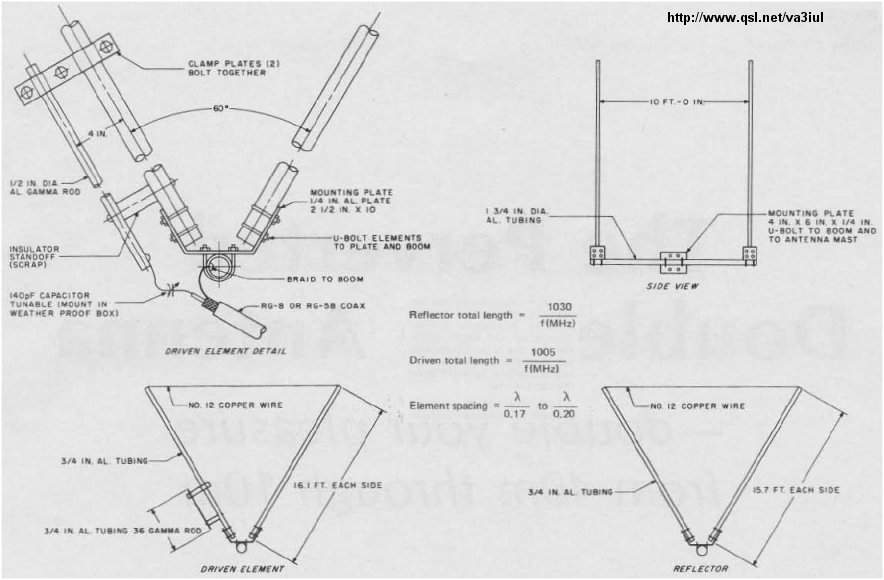 http://www.qsl.net/va3iul
CLAMP PLATES (2)
BOLT TOGETHER
60°
4 IN.
1/2 IN. DIA.
AL. GAMMA ROD
MOUNTING PLATE
1/4 IN. AL. PLATE
2 1/2 IN. X 10
U-BOLT ELEMENTS
TO PLATE AND BOOM
INSULATOR
STANDOFF
(SCRAP)
BRAID TO BOOM
140pF CAPACITOR
TUNABLE (MOUNT IN
WEATHER PROOF BOX)
RG-8 OR RG-58 COAX
DRIVEN ELEMENT DETAIL
10 FT.-0 IN.
1 3/4 IN. DIA.
AL. TUBING
MOUNTING PLATE
4 IN. X 6 IN. X 1/4 IN.
U-BOLT TO BOOM AND
TO ANTENNA MAST
SIDE VIEW
Reflector total length = 1030
f(MHz)
Driven total length = 1005
f(MHz)
Element spacing = λ to λ
0.17 0.20
NO. 12 COPPER WIRE
3/4 IN. AL. TUBING
16.1 FT. EACH SIDE
3/4 IN. AL. TUBING 36 GAMMA ROD
DRIVEN ELEMENT
NO. 12 COPPER WIRE
3/4 IN. AL. TUBING
15.7 FT. EACH SIDE
REFLECTOR